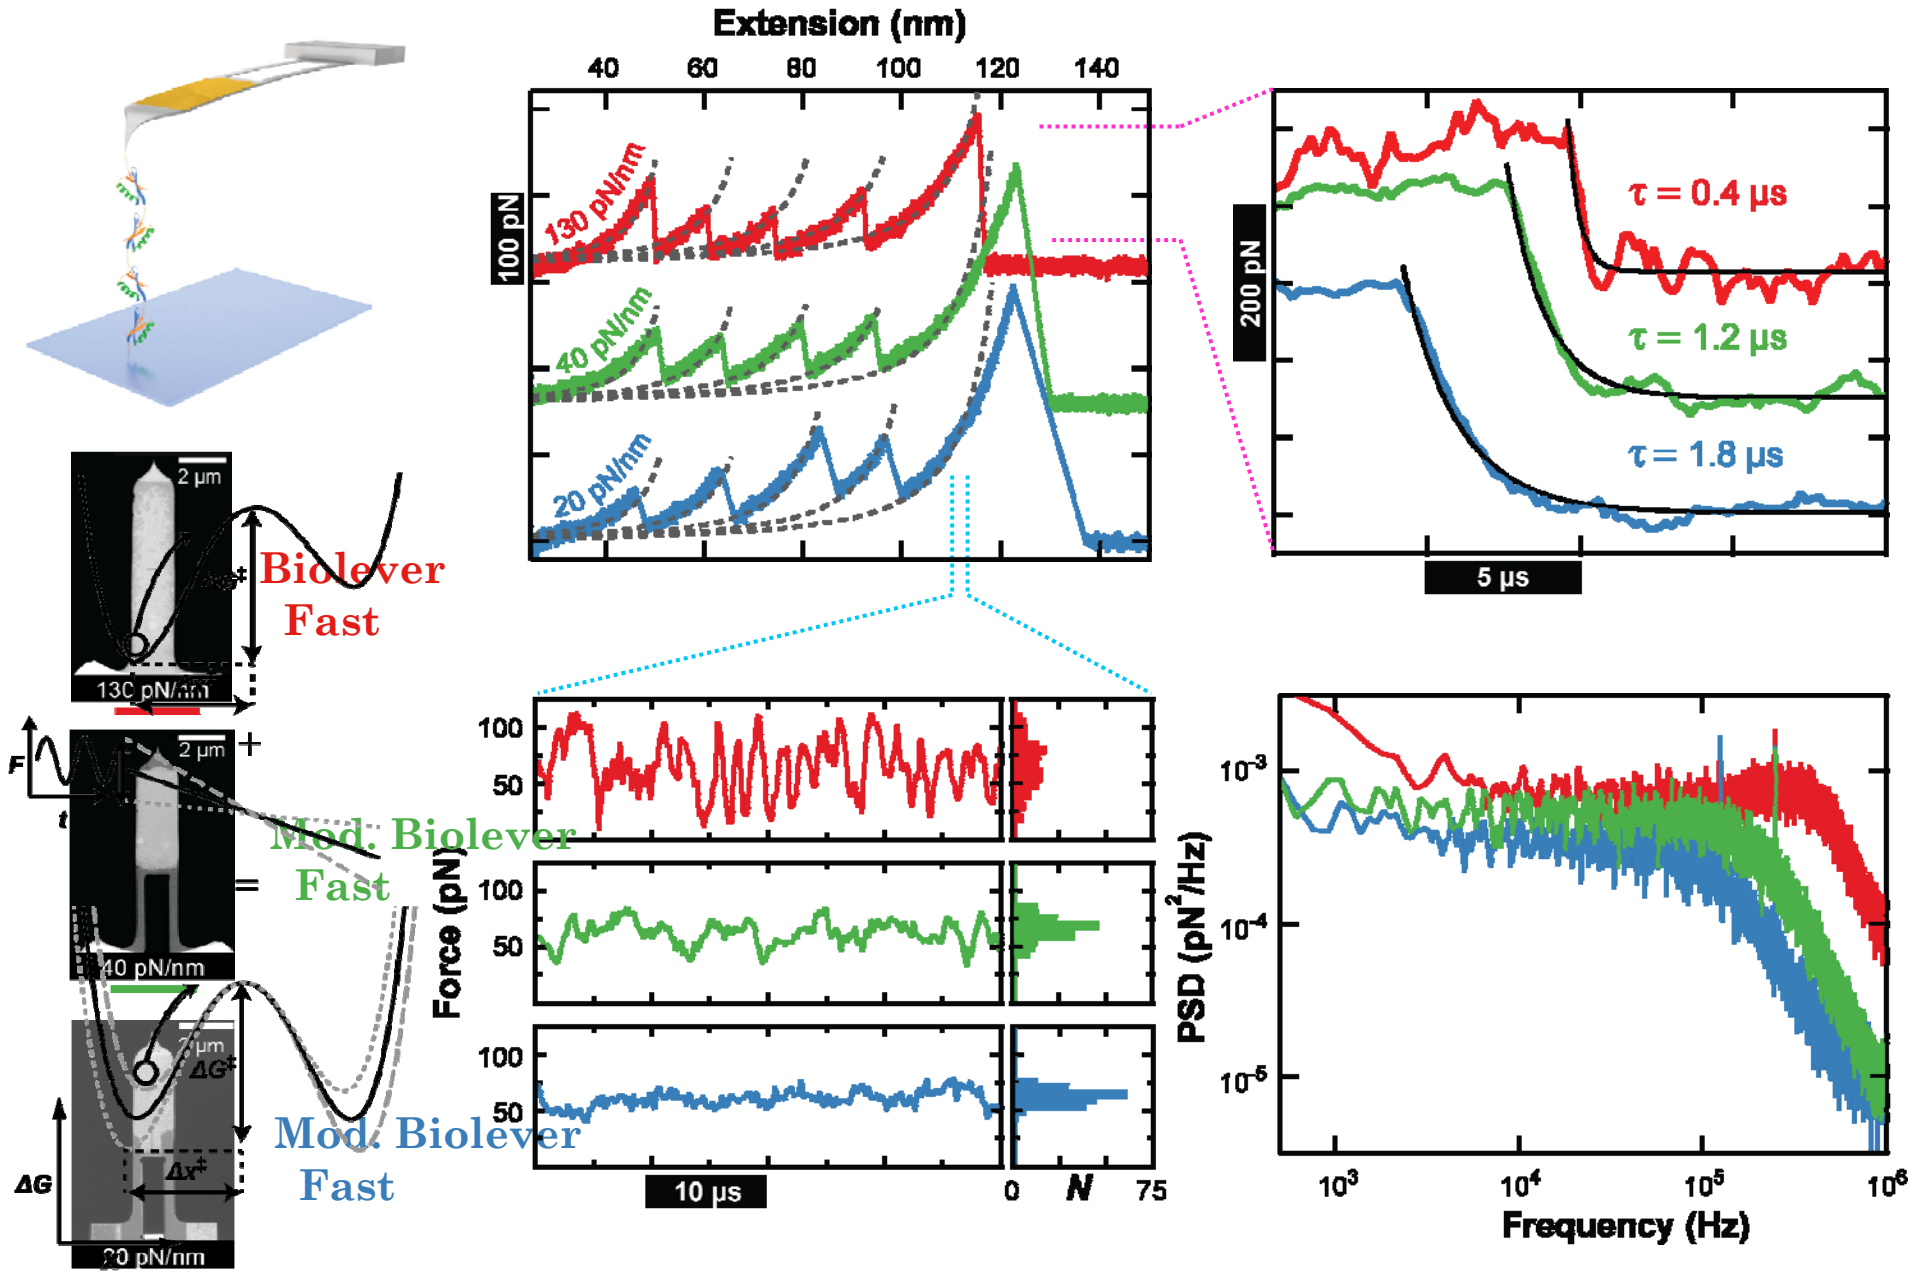 Extension (nm)
40 60 80 100 120 140
100 pN
130 pN/nm
40 pN/nm
20 pN/nm
200 pN
τ = 0.4 µs
τ = 1.2 µs
τ = 1.8 µs
5 µs
2 µm
130 pN/nm
Biolever
Fast
2 µm
+
F
t
40 pN/nm
Mod. Biolever
Fast
=
µm
ΔG‡
Δx‡
ΔG
20 pN/nm
Mod. Biolever
Fast
Force (pN)
100
50
100
50
100
50
10 µs
0 N 75
PSD (pN²/Hz)
10⁻³
10⁻⁴
10⁻⁵
10³ 10⁴ 10⁵ 10⁶
Frequency (Hz)